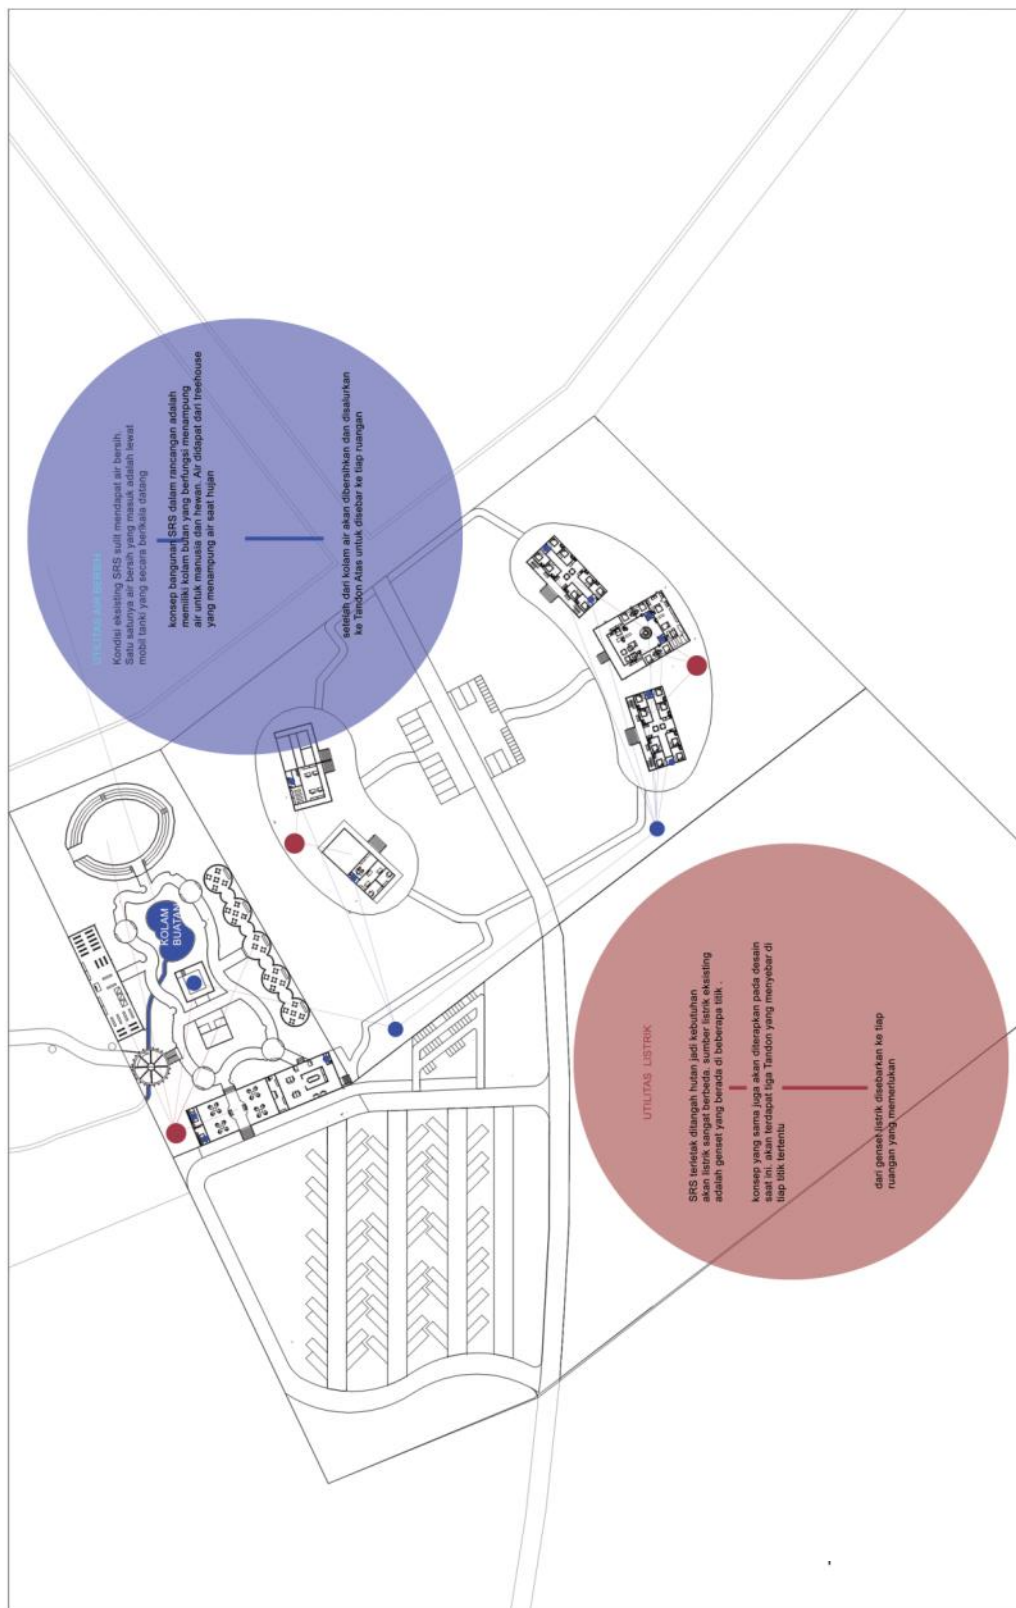 UTILITAS AIR BERSIH
Kondisi eksisting SRS sulit mendapat air bersih.
Satu satunya air bersih yang masuk adalah lewat
mobil tanki yang secara berikala datang
konsep bangunan SRS dalam rancangan adalah
memiliki kolam butan yang berfungsi menampung
air untuk manusia dan hewan. Air didapat dari treehouse
yang menampung air saat hujan
setelah dari kolam air akan dibersihkan dan disalurkan
ke Tandon Atas untuk disebar ke tiap ruangan
KOLAM
BUATAN
UTILITAS LISTRIK
SRS terletak ditangah hutan jadi kebutuhan
akan listrik sangat berbeda. sumber listrik eksisting
adalah genset yang berada di beberapa titik .
konsep yang sama juga akan diterapkan pada desain
saat ini. akan terdapat tiga Tandon yang menyebar di
tiap titik tertentu
dari genset listrik disebarkan ke tiap
ruangan yang memerlukan